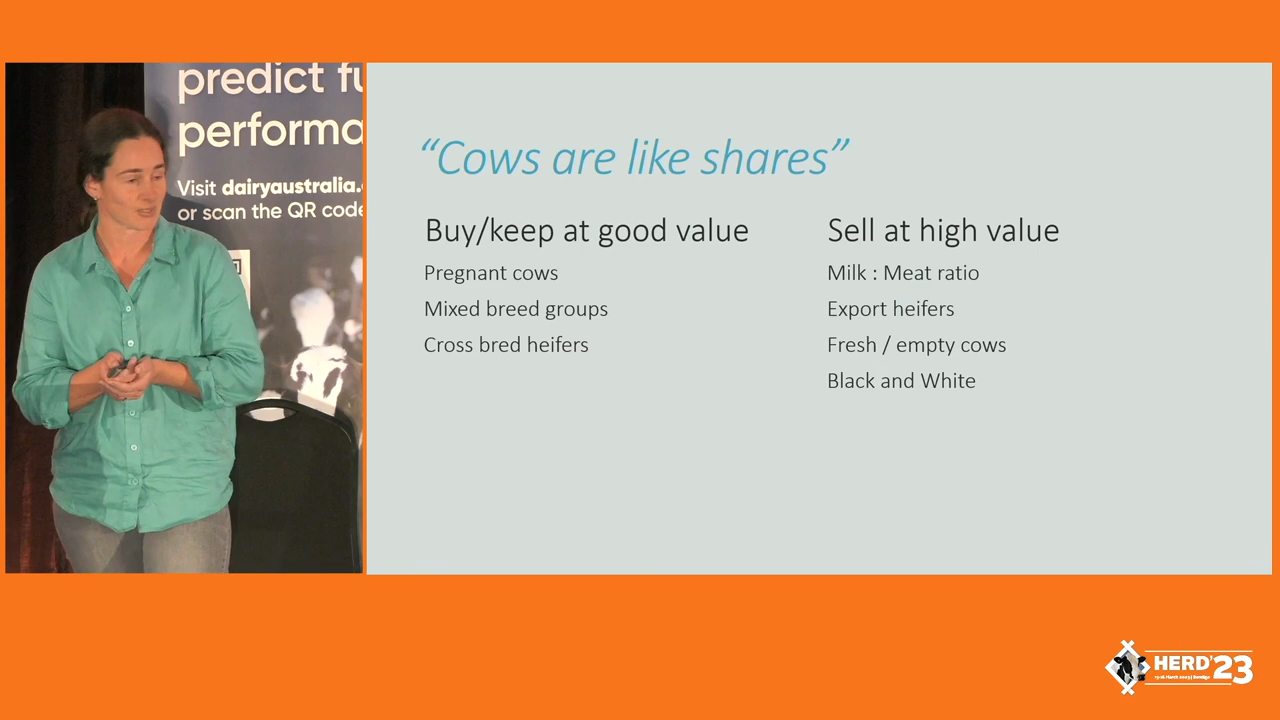 predict fu
performa
Visit dairyaustralia.
or scan the QR code
“Cows are like shares”
Buy/keep at good value
Pregnant cows
Mixed breed groups
Cross bred heifers
Sell at high value
Milk : Meat ratio
Export heifers
Fresh / empty cows
Black and White
HERD'23